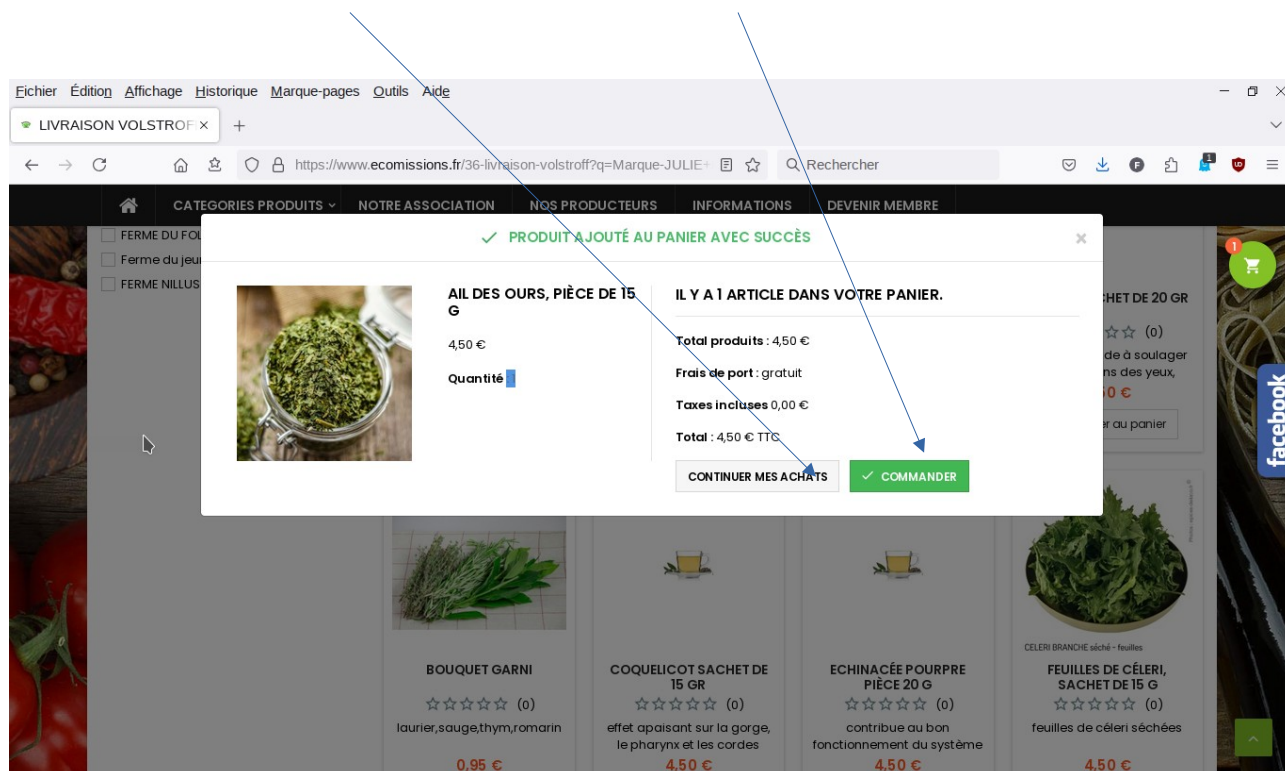 Fichier Édition Affichage Historique Marque-pages Outils Aide
LIVRAISON VOLSTROF
https://www.ecomissions.fr/36-livraison-volstroff?q=Marque-JULIE+
Rechercher
1
CATEGORIES PRODUITS NOTRE ASSOCIATION NOS PRODUCTEURS INFORMATIONS DEVENIR MEMBRE
FERME DU FOL
Ferme du jeu
FERME NILLUS
PRODUIT AJOUTÉ AU PANIER AVEC SUCCÈS
1
AIL DES OURS, PIÈCE DE 15
G
4,50 €
Quantité : 1
IL Y A 1 ARTICLE DANS VOTRE PANIER.
Total produits : 4,50 €
Frais de port : gratuit
Taxes incluses 0,00 €
Total : 4,50 € TTC
CONTINUER MES ACHATS
COMMANDER
CHET DE 20 GR
(0)
de à soulager
ns des yeux,
50 €
er au panier
facebook
BOUQUET GARNI
(0)
laurier,sauge,thym,romarin
0,95 €
COQUELICOT SACHET DE
15 GR
(0)
effet apaisant sur la gorge,
le pharynx et les cordes
4,50 €
ECHINACÉE POURPRE
PIÈCE 20 G
(0)
contribue au bon
fonctionnement du système
4,50 €
CELERI BRANCHE séché - feuilles
FEUILLES DE CÉLERI,
SACHET DE 15 G
(0)
feuilles de céleri séchées
4,50 €